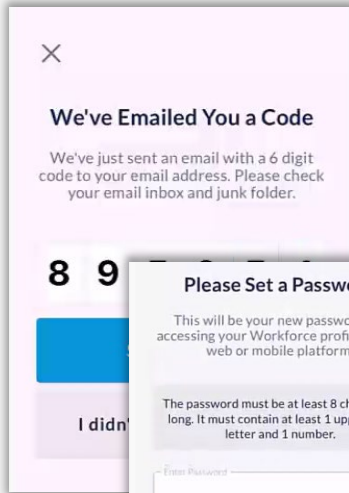 We've Emailed You a Code
We've just sent an email with a 6 digit
code to your email address. Please check
your email inbox and junk folder.
8 9
I didn'
Please Set a Passwo
This will be your new passwo
accessing your Workforce profi
web or mobile platform
The password must be at least 8 ch
long. It must contain at least 1 up
letter and 1 number.
Enter Password